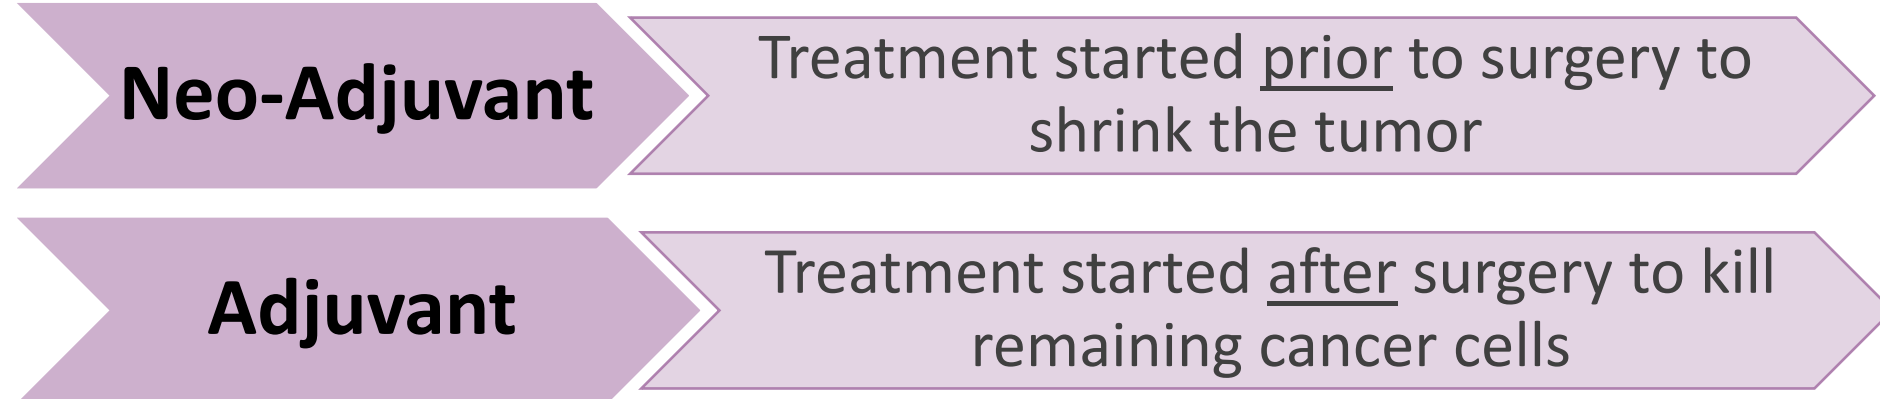 Neo-Adjuvant
Treatment started prior to surgery to
shrink the tumor
Adjuvant
Treatment started after surgery to kill
remaining cancer cells